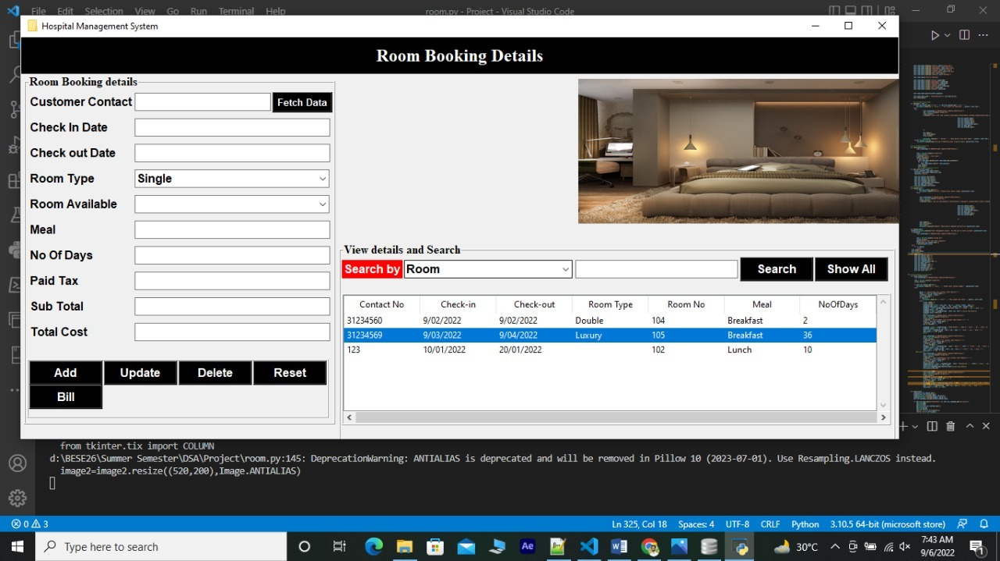 File Edit Selection View Go Run Terminal Help room.py - Project - Visual Studio Code
Hospital Management System
Room Booking Details
Room Booking details
Customer Contact Fetch Data
Check In Date
Check out Date
Room Type Single
Room Available
Meal
No Of Days
Paid Tax
Sub Total
Total Cost
Add Update Delete Reset
Bill
View details and Search
Search by Room Search Show All
Contact No Check-in Check-out Room Type Room No Meal NoOfDays
31234560 9/02/2022 9/02/2022 Double 104 Breakfast 2
31234569 9/03/2022 9/04/2022 Luxury 105 Breakfast 36
123 10/01/2022 20/01/2022 102 Lunch 10
from tkinter.tix import COLUMN
d:\BESE26\Summer Semester\DSA\Project\room.py:145: DeprecationWarning: ANTIALIAS is deprecated and will be removed in Pillow 10 (2023-07-01). Use Resampling.LANCZOS instead.
image2=image2.resize((520,200),Image.ANTIALIAS)
0 3 Ln 325, Col 18 Spaces: 4 UTF-8 CRLF Python 3.10.5 64-bit (microsoft store)
Type here to search Ae 30°C 7:43 AM
9/6/2022 1